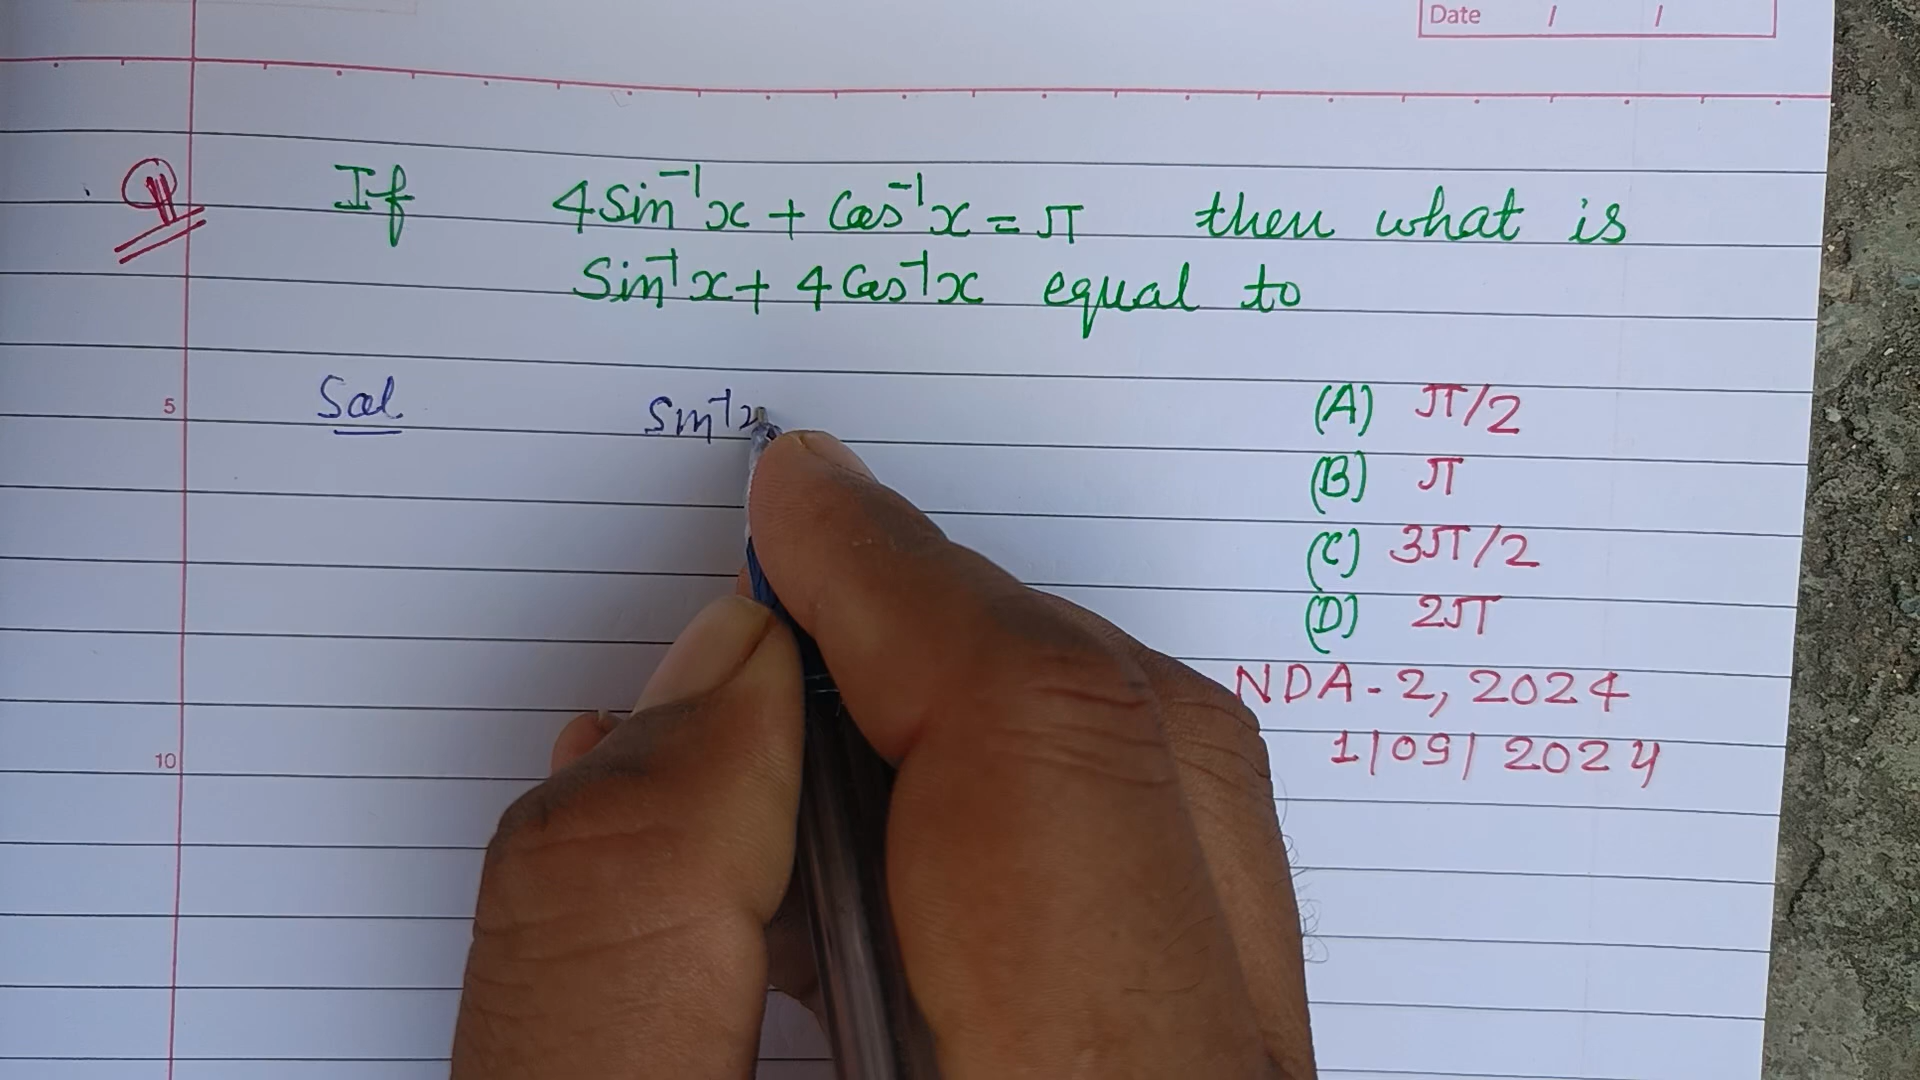 Date / /
Q If 4Sin⁻¹x + Cos⁻¹x = π then what is
Sin⁻¹x + 4Cos⁻¹x equal to
5 Sol Sin⁻¹x
(A) π/2
(B) π
(C) 3π/2
(D) 2π
NDA-2, 2024
10 1/09/2024